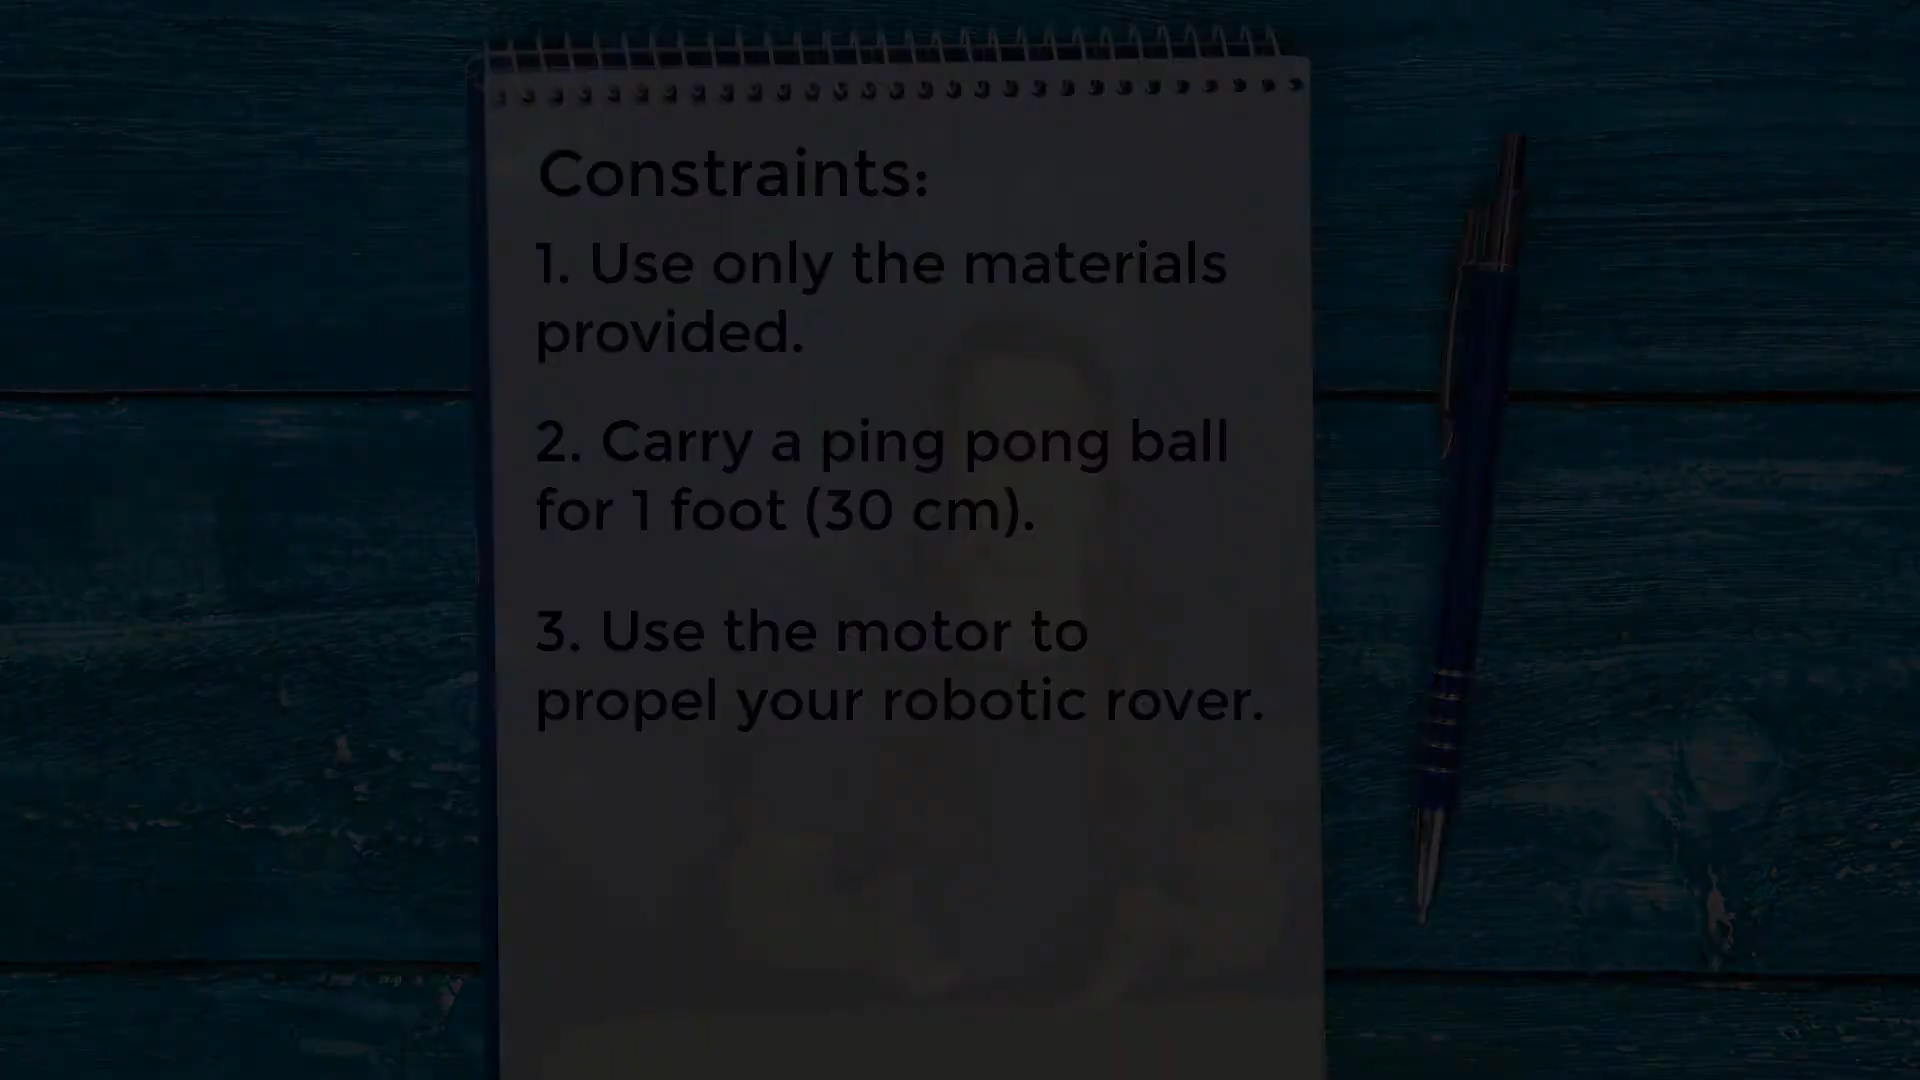 Constraints:
1. Use only the materials
provided.
2. Carry a ping pong ball
for 1 foot (30 cm).
3. Use the motor to
propel your robotic rover.